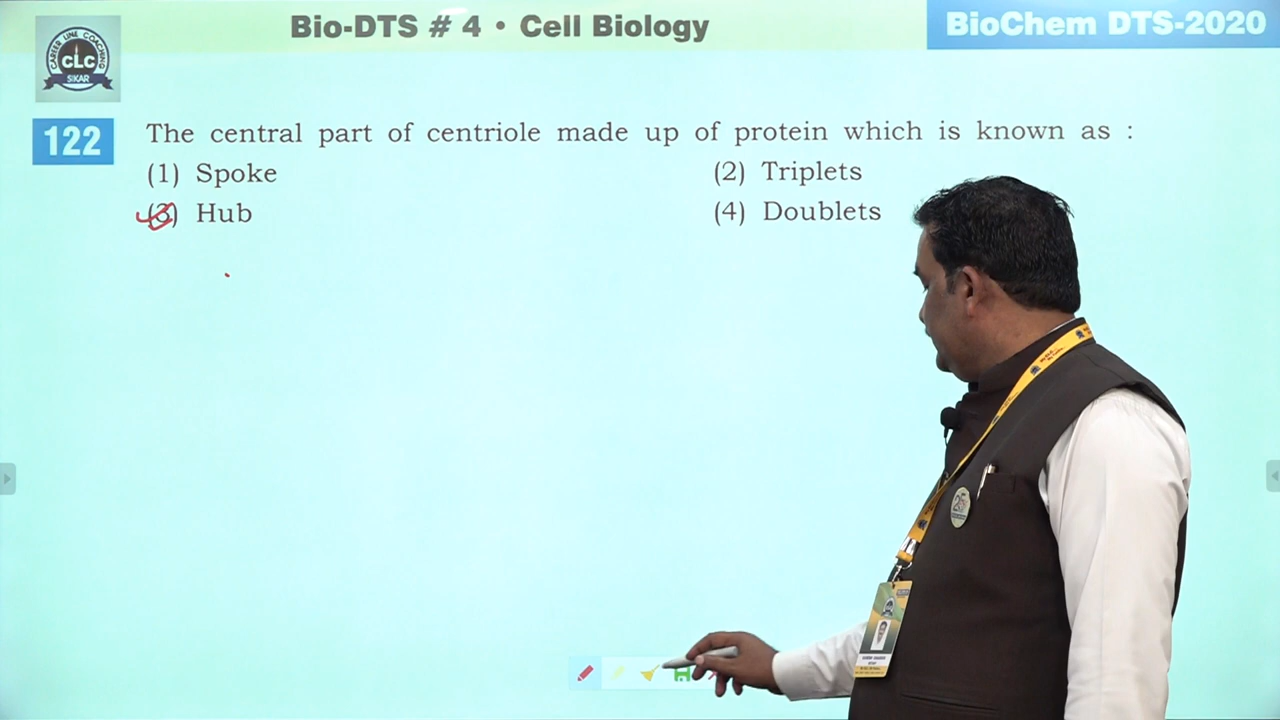 Bio-DTS # 4 • Cell Biology
BioChem DTS-2020
CAREER LINE COACHING
CLC
SIKAR
122 The central part of centriole made up of protein which is known as :
(1) Spoke (2) Triplets
(3) Hub (4) Doublets
25